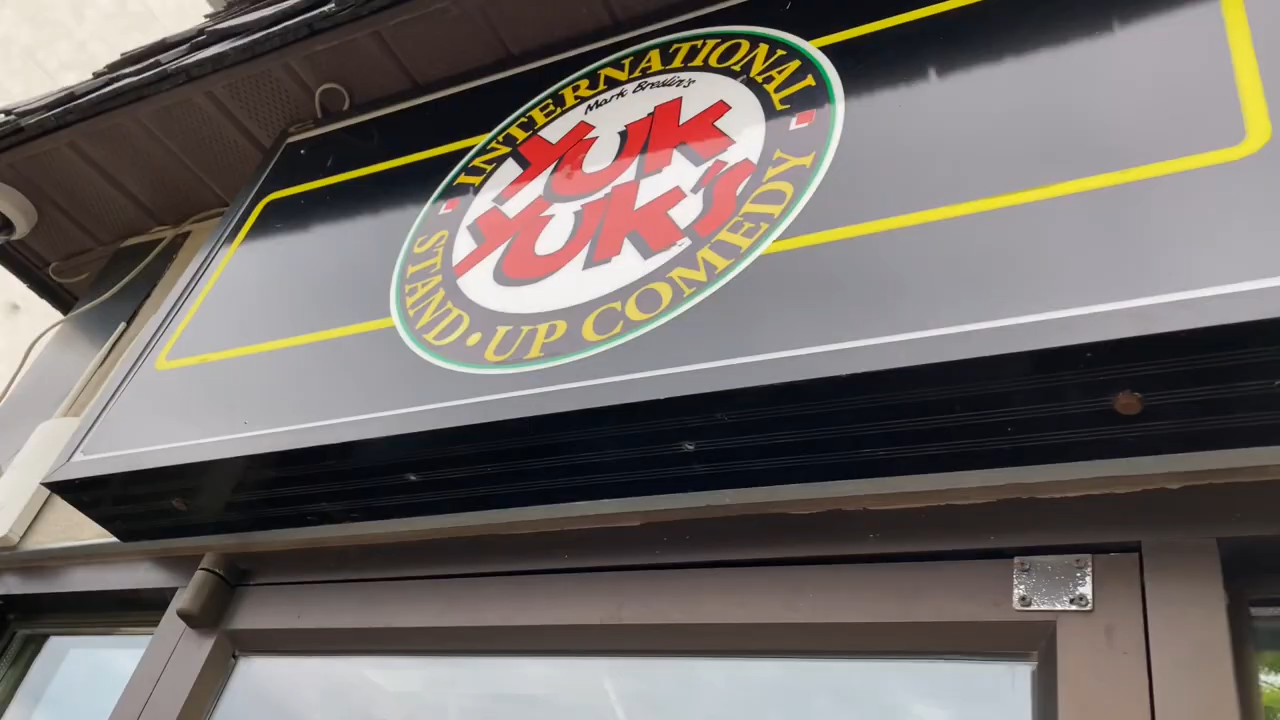 INTERNATIONAL
Mark Breslin's
YUK
YUK'S
STAND·UP COMEDY